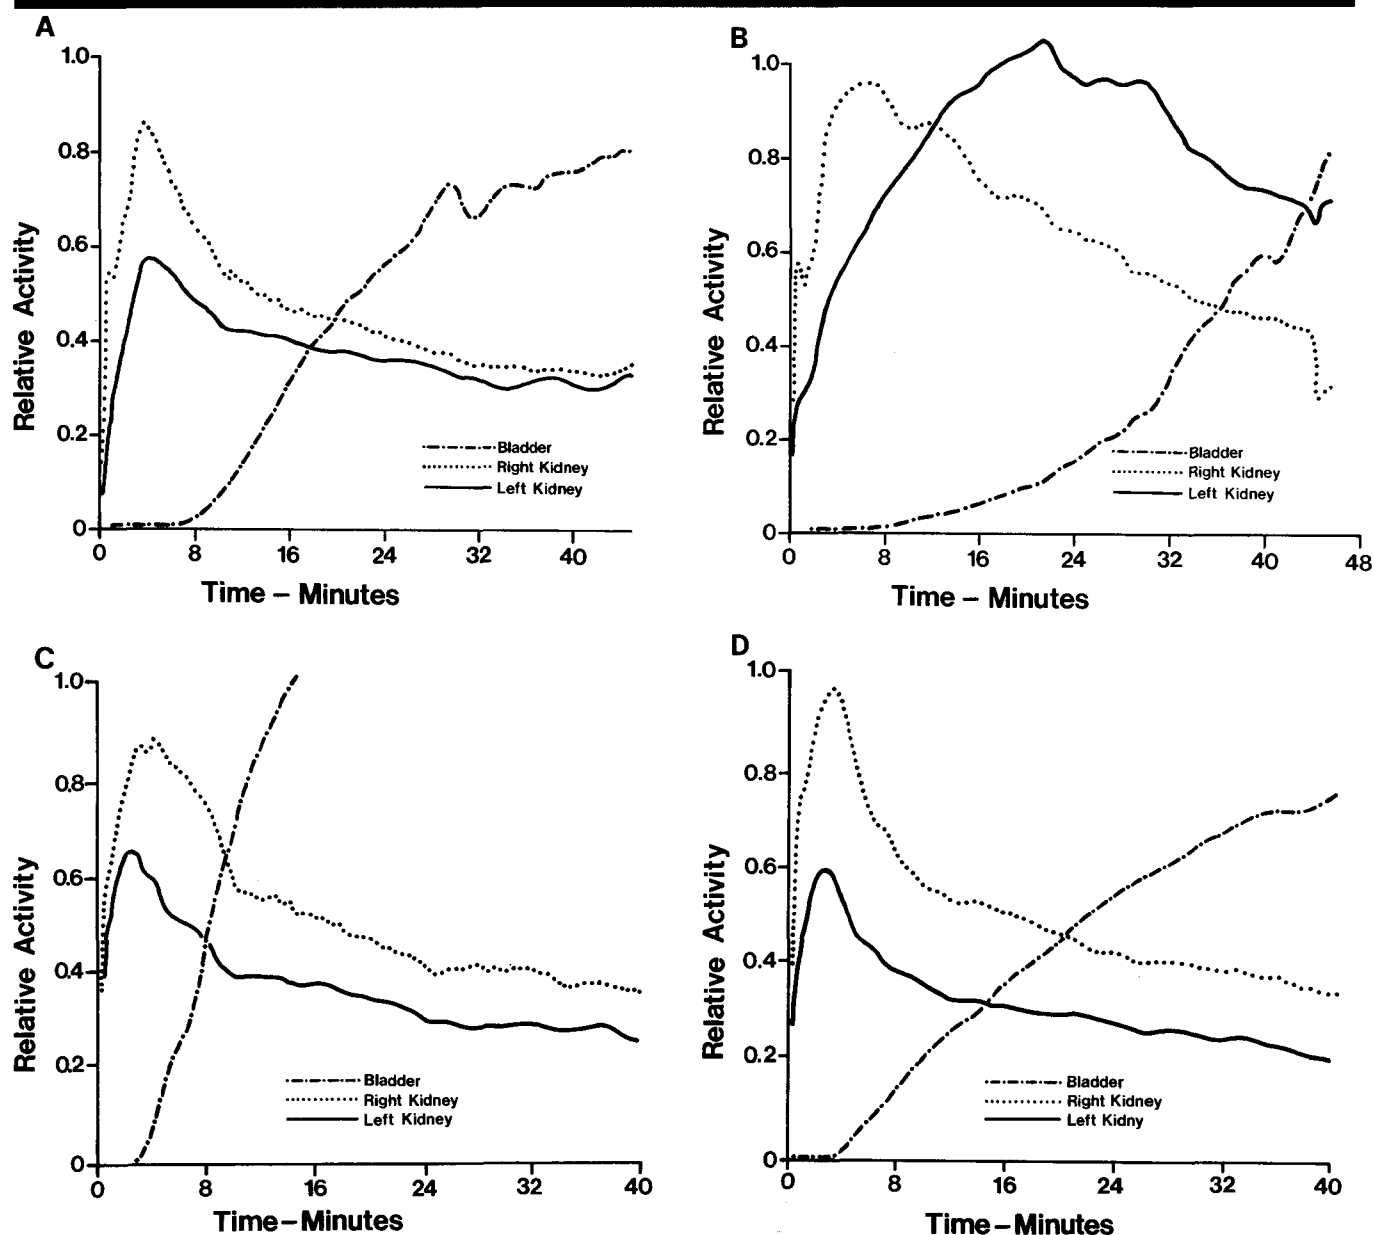 A
1.0
0.8
0.6
0.4
0.2
0
Relative Activity
Bladder
Right Kidney
Left Kidney
0 8 16 24 32 40
Time – Minutes
B
1.0
0.8
0.6
0.4
0.2
0
Relative Activity
Bladder
Right Kidney
Left Kidney
0 8 16 24 32 40 48
Time – Minutes
C
1.0
0.8
0.6
0.4
0.2
0
Relative Activity
Bladder
Right Kidney
Left Kidney
0 8 16 24 32 40
Time – Minutes
D
1.0
0.8
0.6
0.4
0.2
0
Relative Activity
Bladder
Right Kidney
Left Kidny
0 8 16 24 32 40
Time – Minutes